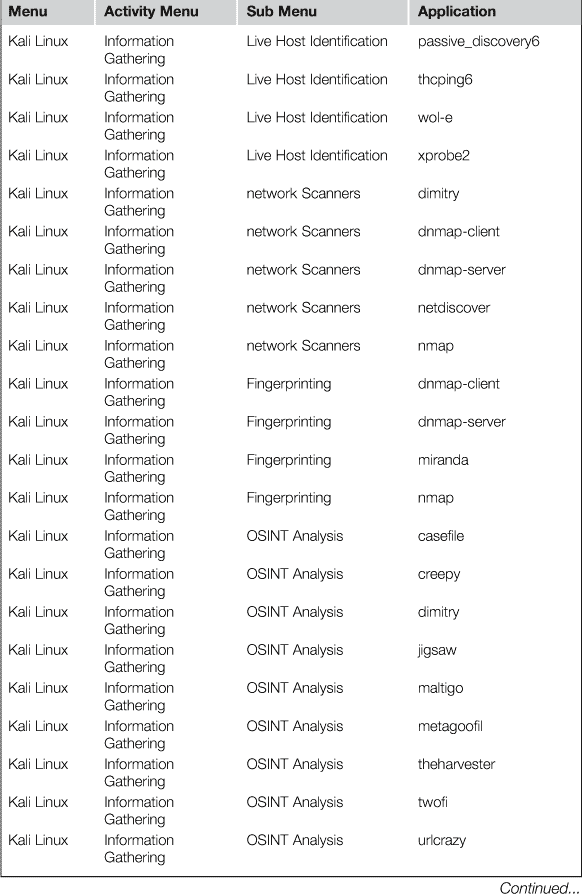 Menu Activity Menu Sub Menu Application
Kali Linux Information Gathering Live Host Identification passive_discovery6
Kali Linux Information Gathering Live Host Identification thcping6
Kali Linux Information Gathering Live Host Identification wol-e
Kali Linux Information Gathering Live Host Identification xprobe2
Kali Linux Information Gathering network Scanners dimitry
Kali Linux Information Gathering network Scanners dnmap-client
Kali Linux Information Gathering network Scanners dnmap-server
Kali Linux Information Gathering network Scanners netdiscover
Kali Linux Information Gathering network Scanners nmap
Kali Linux Information Gathering Fingerprinting dnmap-client
Kali Linux Information Gathering Fingerprinting dnmap-server
Kali Linux Information Gathering Fingerprinting miranda
Kali Linux Information Gathering Fingerprinting nmap
Kali Linux Information Gathering OSINT Analysis casefile
Kali Linux Information Gathering OSINT Analysis creepy
Kali Linux Information Gathering OSINT Analysis dimitry
Kali Linux Information Gathering OSINT Analysis jigsaw
Kali Linux Information Gathering OSINT Analysis maltigo
Kali Linux Information Gathering OSINT Analysis metagoofil
Kali Linux Information Gathering OSINT Analysis theharvester
Kali Linux Information Gathering OSINT Analysis twofi
Kali Linux Information Gathering OSINT Analysis urlcrazy
Continued...